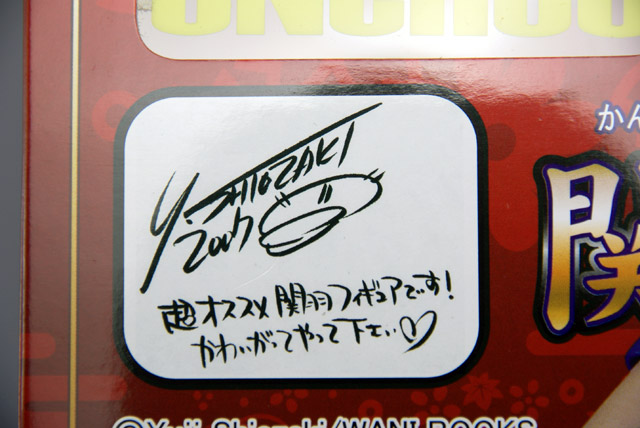 UNCHOU
かん
関
Y. SHIOZAKI
2007
超オススメ関羽フィギュアです!
かわいがってやって下さい♡
©Yuji Shiozaki/WANI BOOKS